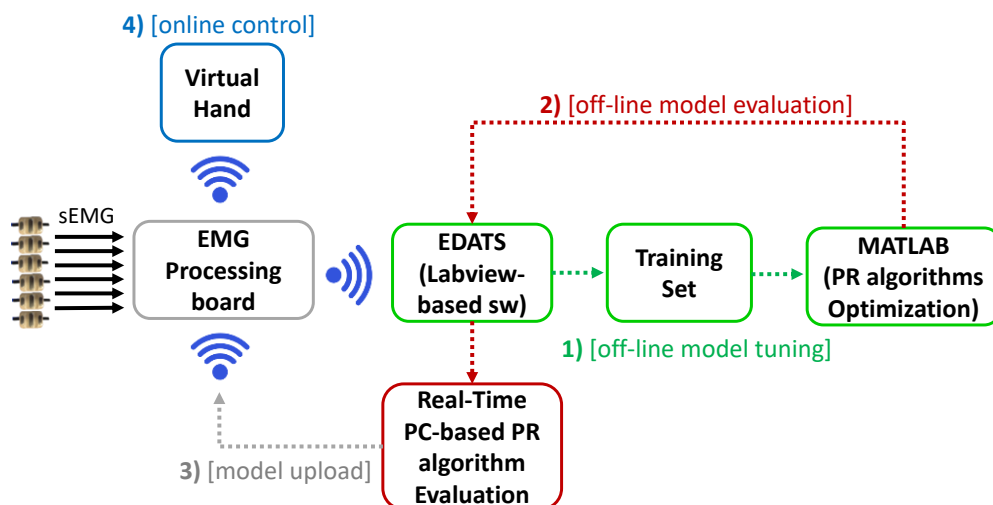 4) [online control]
Virtual
Hand
2) [off-line model evaluation]
sEMG
EMG
Processing
board
EDATS
(Labview-
based sw)
Training
Set
MATLAB
(PR algorithms
Optimization)
1) [off-line model tuning]
Real-Time
PC-based PR
algorithm
Evaluation
3) [model upload]